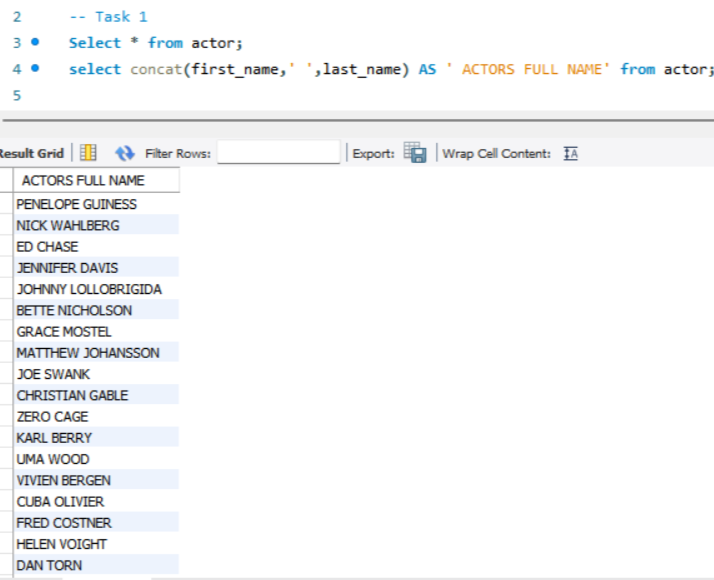 2 -- Task 1
3 Select * from actor;
4 select concat(first_name,' ',last_name) AS ' ACTORS FULL NAME' from actor;
5
Result Grid Filter Rows: Export: Wrap Cell Content: IA
ACTORS FULL NAME
PENELOPE GUINESS
NICK WAHLBERG
ED CHASE
JENNIFER DAVIS
JOHNNY LOLLOBRIGIDA
BETTE NICHOLSON
GRACE MOSTEL
MATTHEW JOHANSSON
JOE SWANK
CHRISTIAN GABLE
ZERO CAGE
KARL BERRY
UMA WOOD
VIVIEN BERGEN
CUBA OLIVIER
FRED COSTNER
HELEN VOIGHT
DAN TORN